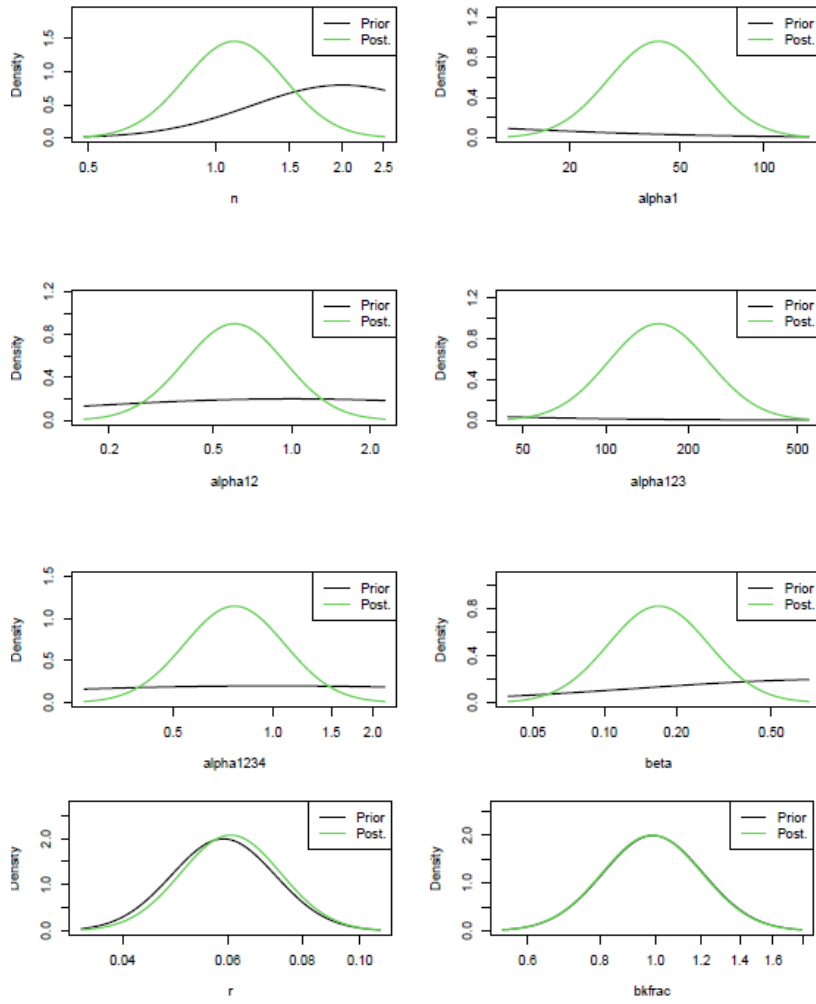 Prior
Post.
Density
0.0 0.5 1.0 1.5
0.5 1.0 1.5 2.0 2.5
n
Prior
Post.
Density
0.0 0.4 0.8 1.2
20 50 100
alpha1
Prior
Post.
Density
0.0 0.4 0.8 1.2
0.2 0.5 1.0 2.0
alpha12
Prior
Post.
Density
0.0 0.4 0.8 1.2
50 100 200 500
alpha123
Prior
Post.
Density
0.0 0.5 1.0 1.5
0.5 1.0 1.5 2.0
alpha1234
Prior
Post.
Density
0.0 0.4 0.8
0.05 0.10 0.20 0.50
beta
Prior
Post.
Density
0.0 1.0 2.0
0.04 0.06 0.08 0.10
r
Prior
Post.
Density
0.0 1.0 2.0
0.6 0.8 1.0 1.2 1.4 1.6
bkfrac